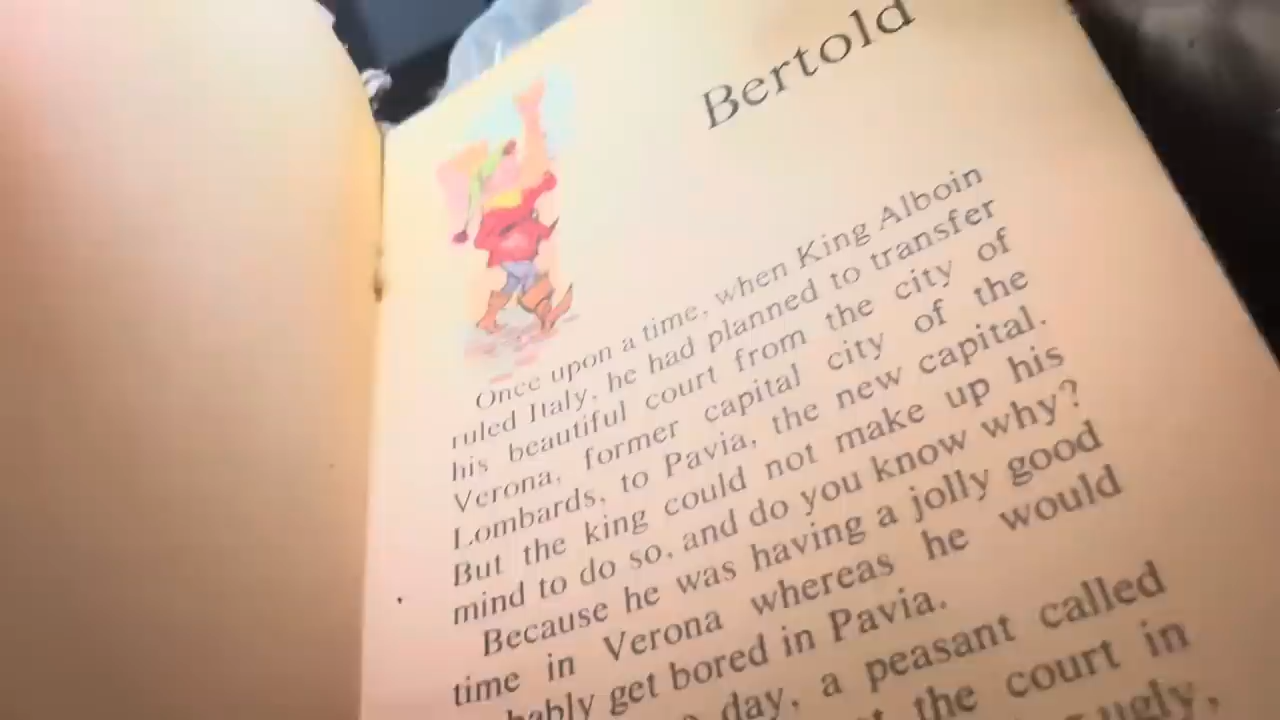 Bertold
Once upon a time, when King Alboin
ruled Italy, he had planned to transfer
his beautiful court from the city of
Verona, former capital city of the
Lombards, to Pavia, the new capital.
But the king could not make up his
mind to do so, and do you know why?
Because he was having a jolly good
time in Verona whereas he would
bably get bored in Pavia.
day, a peasant called
the court in
ugly,